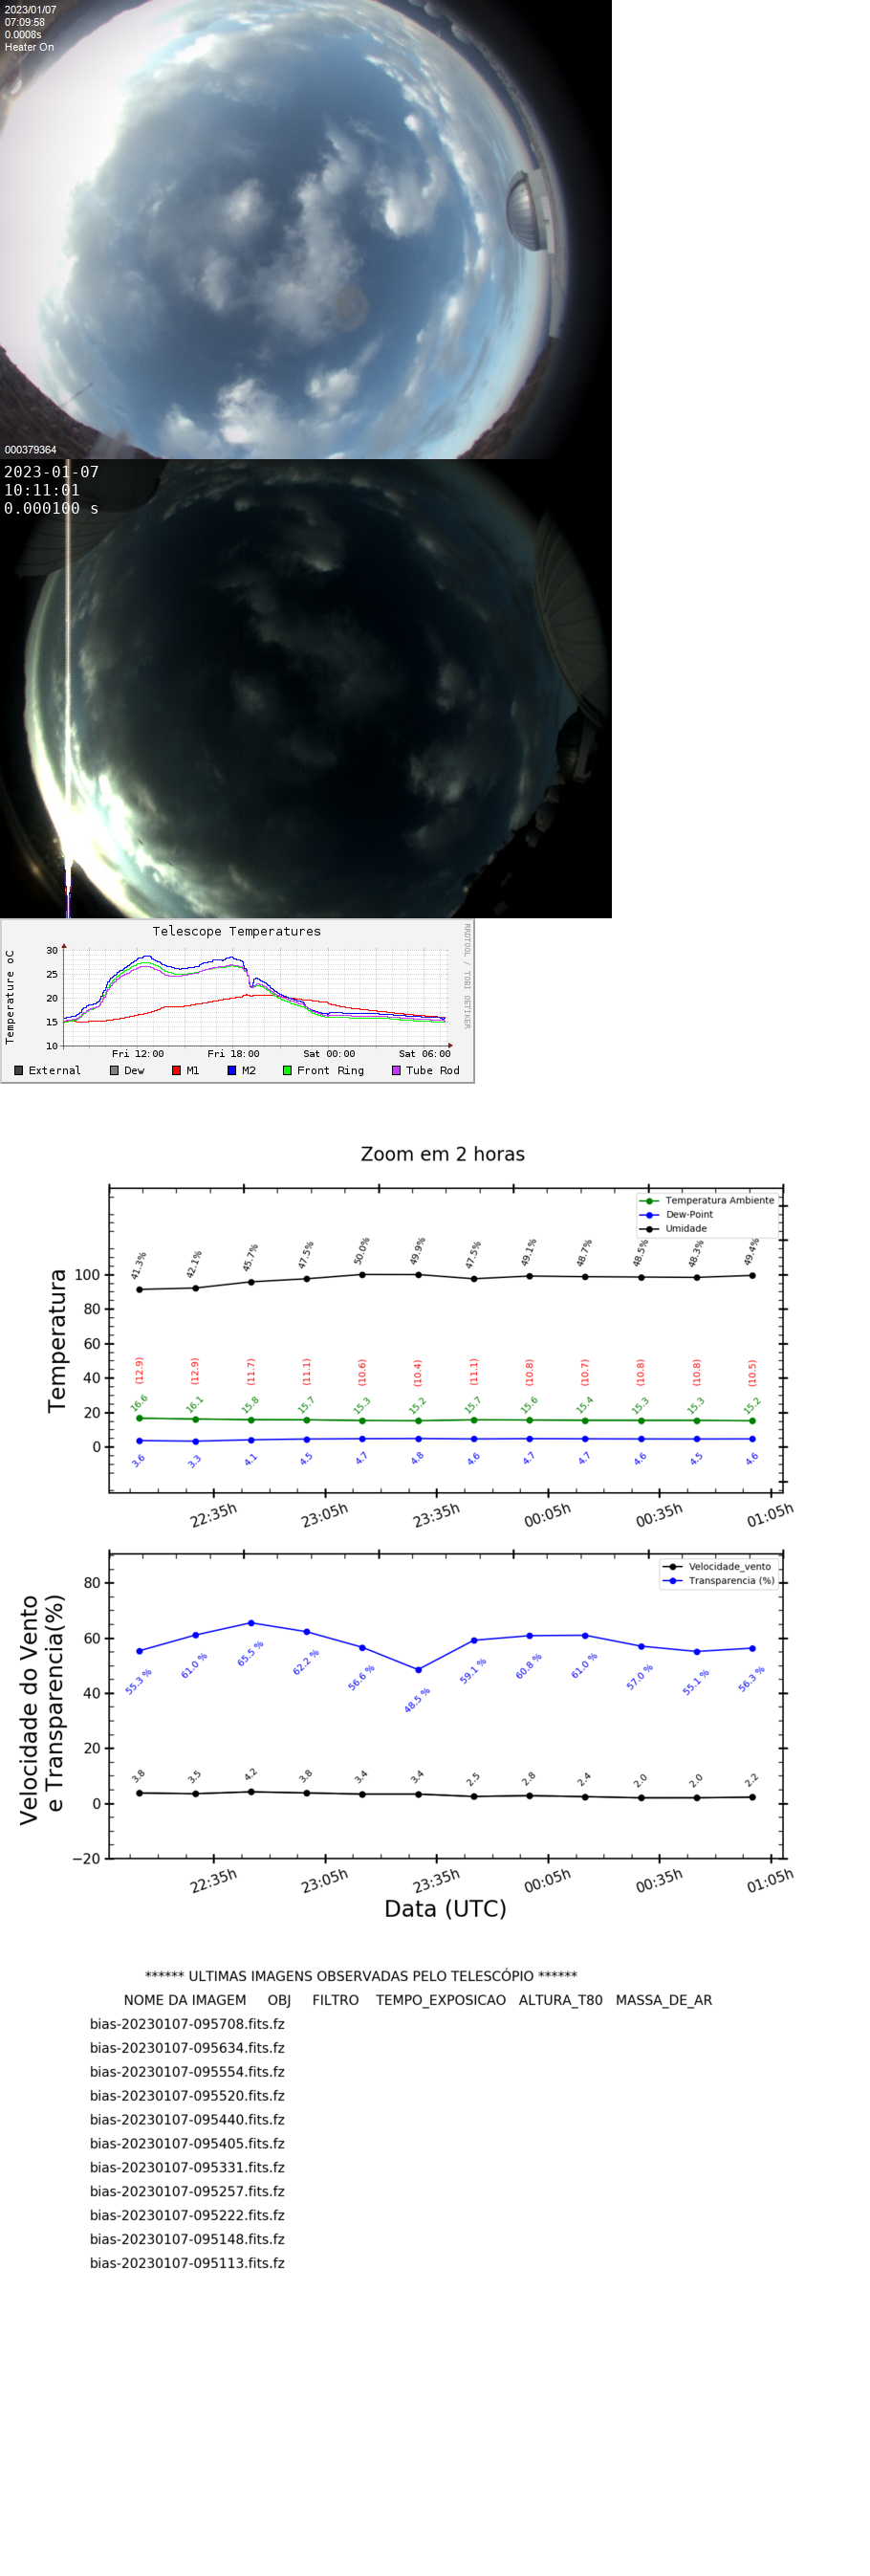 2023/01/07
07:09:58
0.0008s
Heater On
000379364
2023-01-07
10:11:01
0.000100 s
Telescope Temperatures
RRDTOOL / TOBI OETIKER
Temperature oC
30
25
20
15
10
Fri 12:00 Fri 18:00 Sat 00:00 Sat 06:00
External Dew M1 M2 Front Ring Tube Rod
Zoom em 2 horas
Temperatura Ambiente
Dew-Point
Umidade
Temperatura
41.3% 42.1% 45.7% 47.5% 50.0% 49.9% 47.5% 49.1% 48.7% 48.5% 48.3% 49.4%
100
80
60
40
20
0
(12.9) (12.9) (11.7) (11.1) (10.6) (10.4) (11.1) (10.8) (10.7) (10.8) (10.8) (10.5)
16.6 16.1 15.8 15.7 15.3 15.2 15.7 15.6 15.4 15.3 15.3 15.2
3.6 3.3 4.1 4.5 4.7 4.8 4.6 4.7 4.7 4.6 4.5 4.6
22:35h 23:05h 23:35h 00:05h 00:35h 01:05h
Velocidade_vento
Transparencia (%)
Velocidade do Vento
e Transparencia(%)
80
60
40
20
0
−20
55.3 % 61.0 % 65.5 % 62.2 % 56.6 % 48.5 % 59.1 % 60.8 % 61.0 % 57.0 % 55.1 % 56.3 %
3.8 3.5 4.2 3.8 3.4 3.4 2.5 2.8 2.4 2.0 2.0 2.2
22:35h 23:05h 23:35h 00:05h 00:35h 01:05h
Data (UTC)
****** ULTIMAS IMAGENS OBSERVADAS PELO TELESCÓPIO ******
NOME DA IMAGEM OBJ FILTRO TEMPO_EXPOSICAO ALTURA_T80 MASSA_DE_AR
bias-20230107-095708.fits.fz
bias-20230107-095634.fits.fz
bias-20230107-095554.fits.fz
bias-20230107-095520.fits.fz
bias-20230107-095440.fits.fz
bias-20230107-095405.fits.fz
bias-20230107-095331.fits.fz
bias-20230107-095257.fits.fz
bias-20230107-095222.fits.fz
bias-20230107-095148.fits.fz
bias-20230107-095113.fits.fz